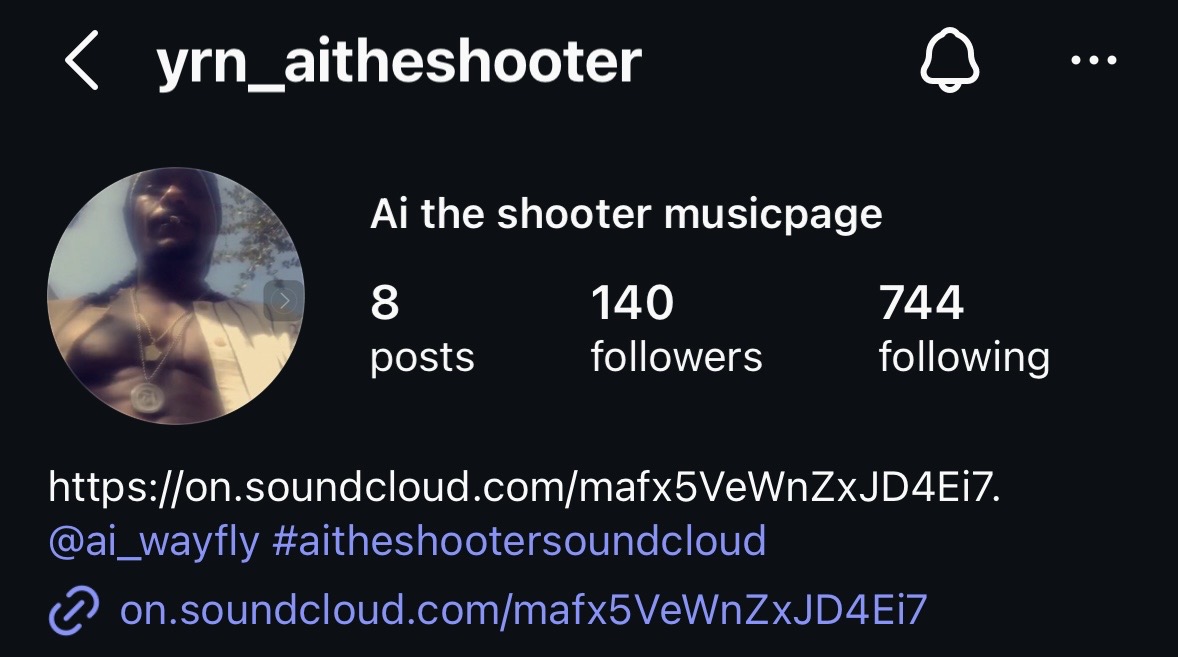 yrn_aitheshooter
Ai the shooter musicpage
8 140 744
posts followers following
https://on.soundcloud.com/mafx5VeWnZxJD4Ei7.
@ai_wayfly #aitheshootersoundcloud
on.soundcloud.com/mafx5VeWnZxJD4Ei7